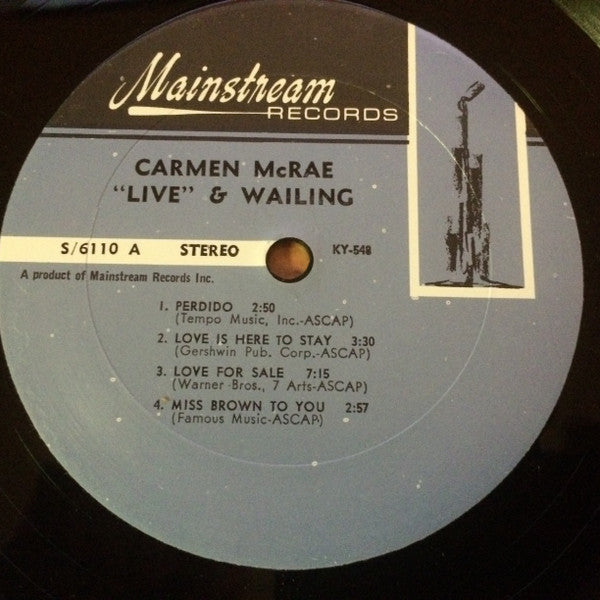 Mainstream
RECORDS
CARMEN McRAE
“LIVE” & WAILING
S/6110 A STEREO KY-548
A product of Mainstream Records Inc.
1. PERDIDO 2:50
(Tempo Music, Inc.-ASCAP)
2. LOVE IS HERE TO STAY 3:30
(Gershwin Pub. Corp.-ASCAP)
3. LOVE FOR SALE 7:15
(Warner Bros., 7 Arts-ASCAP)
4. MISS BROWN TO YOU 2:57
(Famous Music-ASCAP)